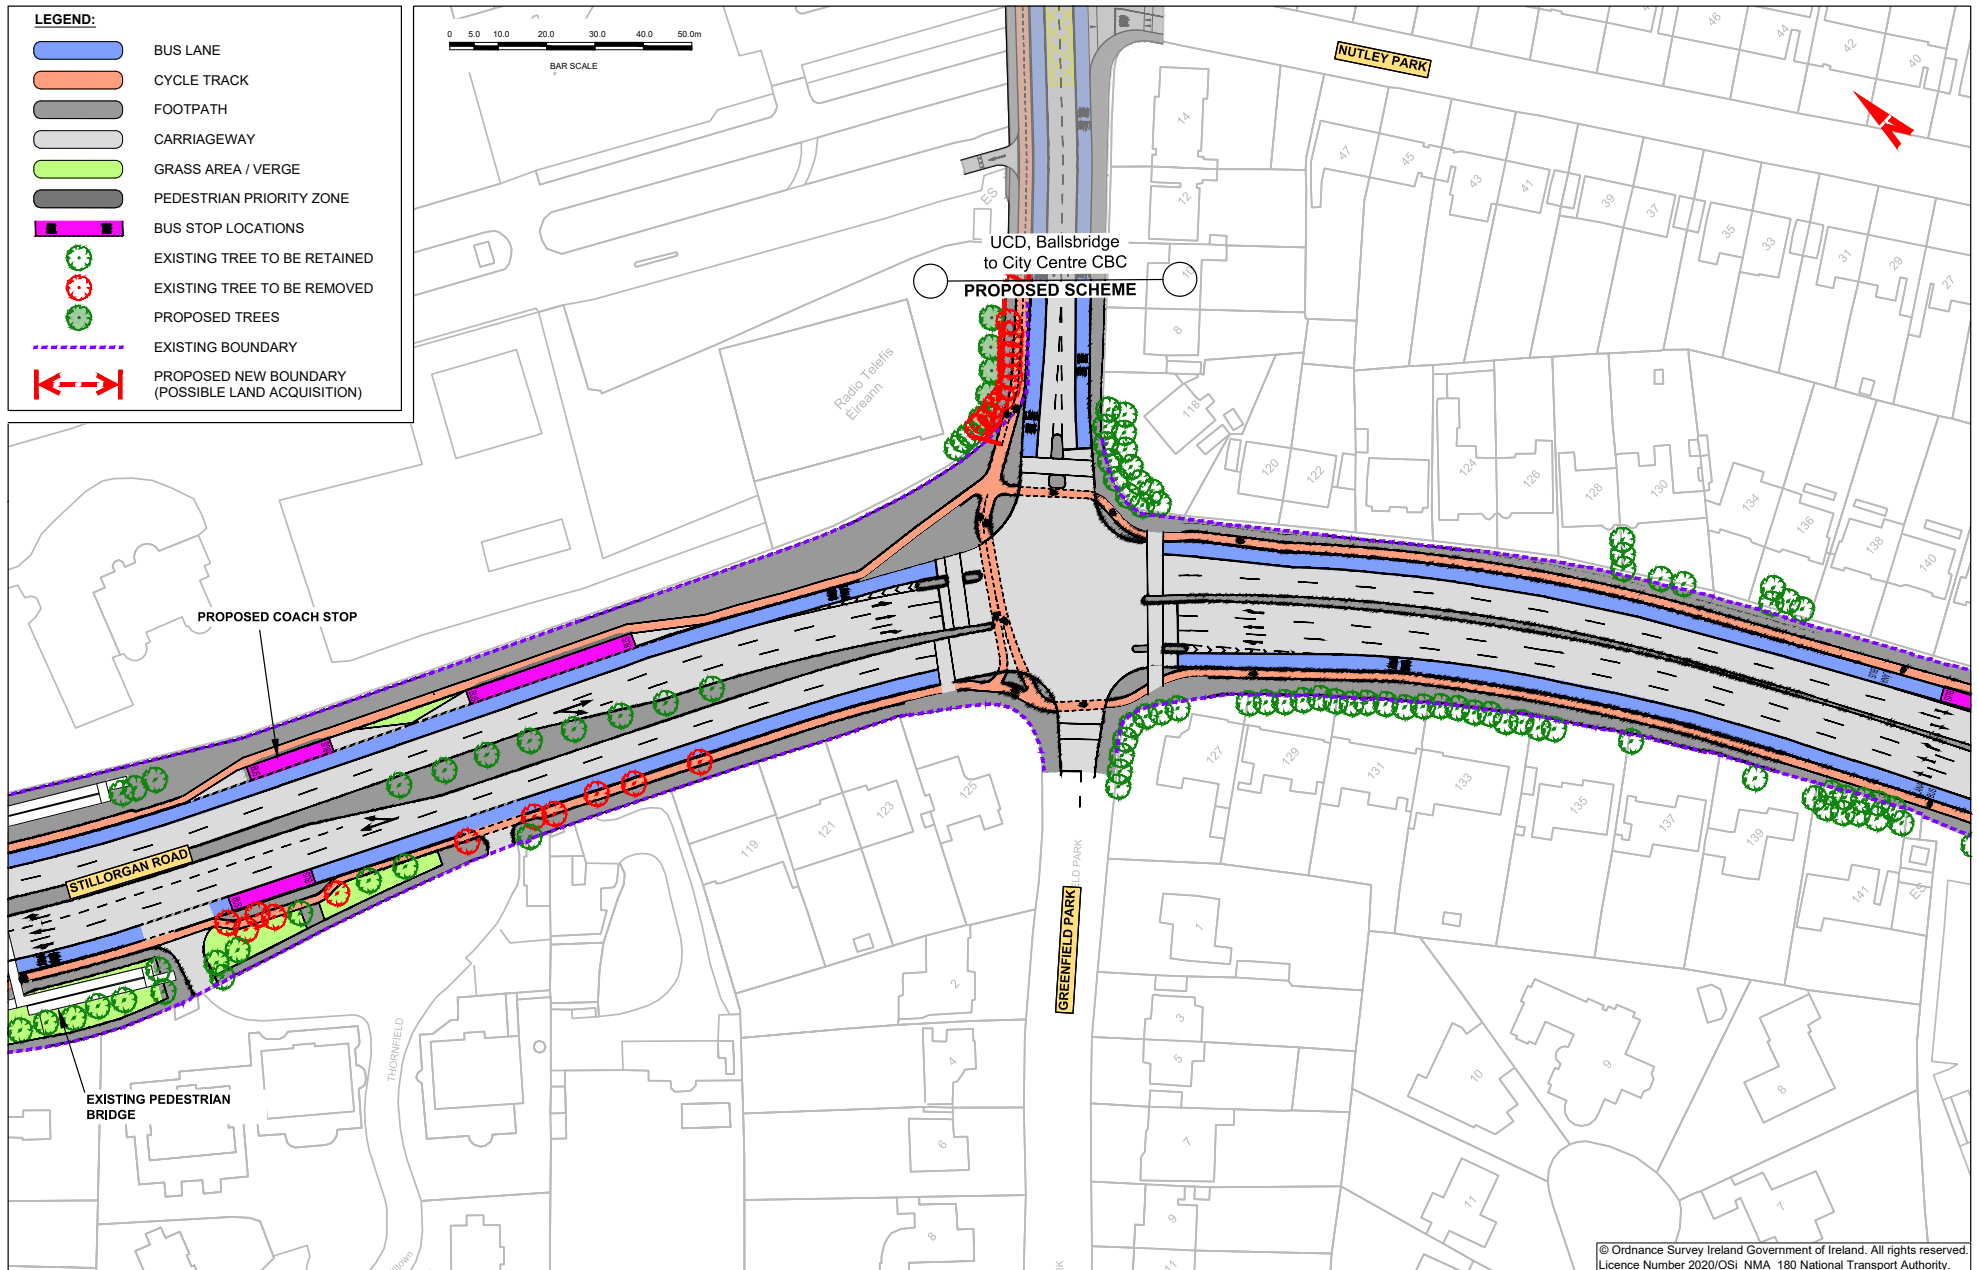 LEGEND:
BUS LANE
CYCLE TRACK
FOOTPATH
CARRIAGEWAY
GRASS AREA / VERGE
PEDESTRIAN PRIORITY ZONE
BUS STOP LOCATIONS
EXISTING TREE TO BE RETAINED
EXISTING TREE TO BE REMOVED
PROPOSED TREES
EXISTING BOUNDARY
PROPOSED NEW BOUNDARY
(POSSIBLE LAND ACQUISITION)
0 5.0 10.0 20.0 30.0 40.0 50.0m
BAR SCALE
NUTLEY PARK
46
44
42
40
14
12
10
8
47
45
43
41
39
37
35
33
31
29
27
ES
UCD, Ballsbridge
to City Centre CBC
PROPOSED SCHEME
Radio Telefís
Éireann
118
120
122
124
126
128
130
134
136
138
140
PROPOSED COACH STOP
STILLORGAN ROAD
EXISTING PEDESTRIAN
BRIDGE
THORNFIELD
119
121
123
125
127
129
131
133
135
137
139
141
ES
GREENFIELD PARK
1
2
3
4
5
6
7
8
9
11
10
9
8
11
7
© Ordnance Survey Ireland Government of Ireland. All rights reserved.
Licence Number 2020/OSi_NMA_180 National Transport Authority.